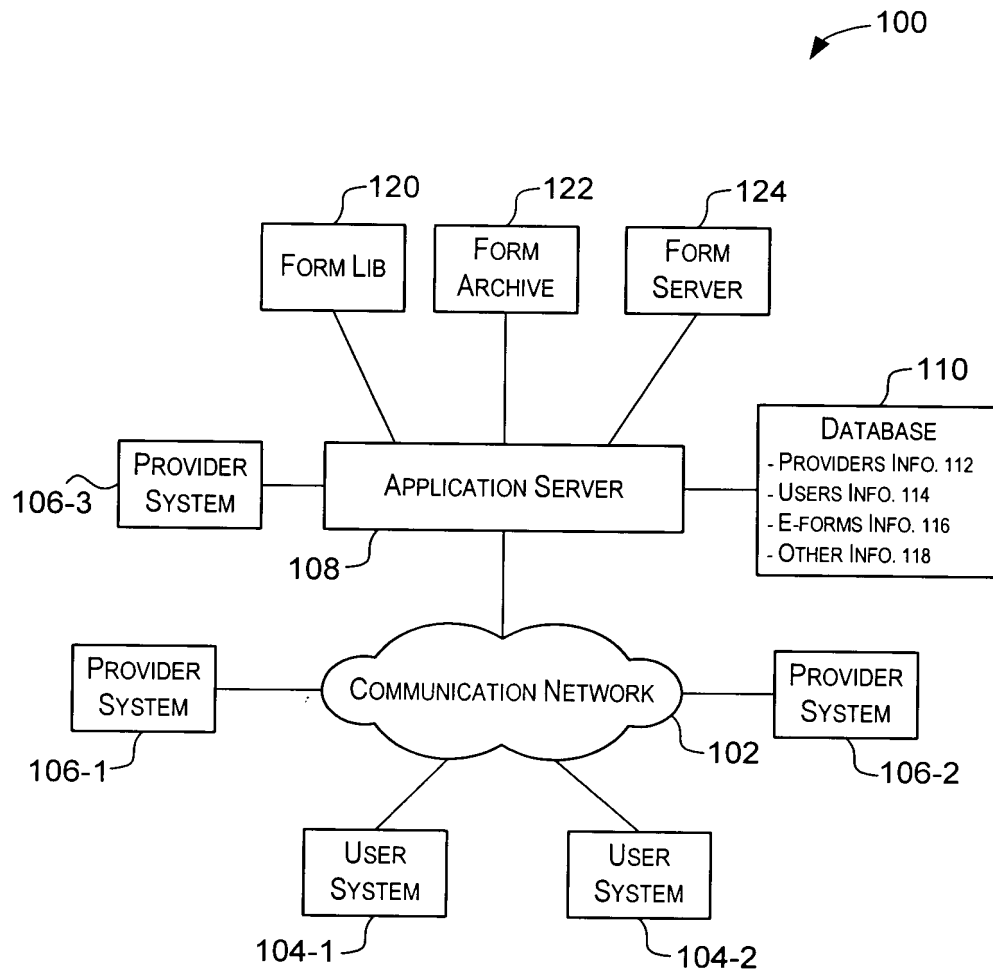 100
120
122
124
FORM LIB
FORM
ARCHIVE
FORM
SERVER
110
DATABASE
- PROVIDERS INFO. 112
- USERS INFO. 114
- E-FORMS INFO. 116
- OTHER INFO. 118
PROVIDER
SYSTEM
106-3
APPLICATION SERVER
108
PROVIDER
SYSTEM
106-1
COMMUNICATION NETWORK
102
PROVIDER
SYSTEM
106-2
USER
SYSTEM
104-1
USER
SYSTEM
104-2